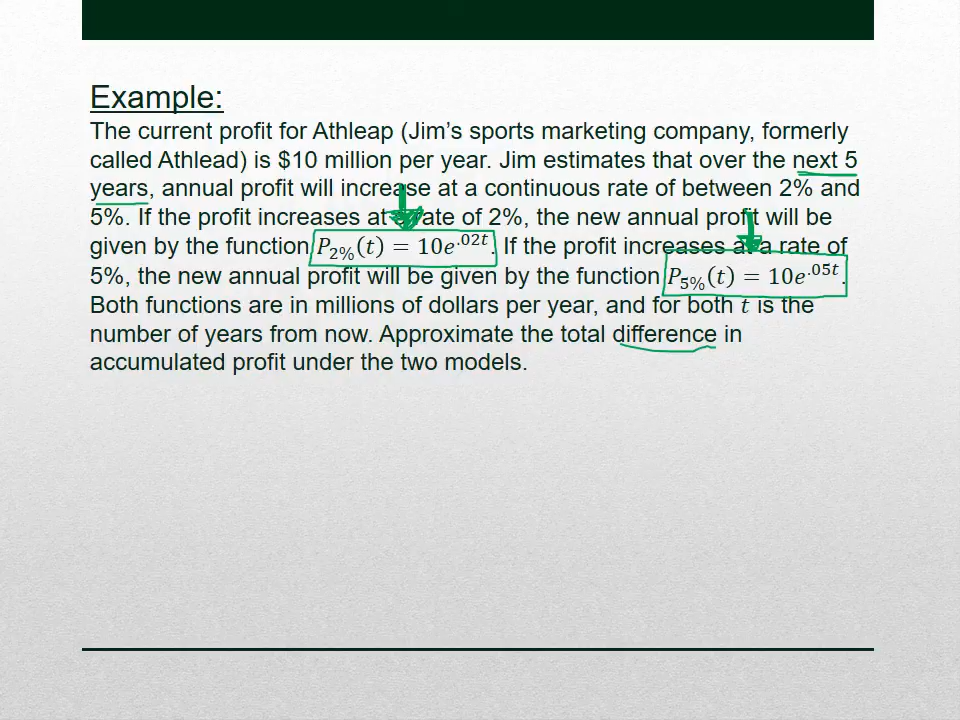 Example:
The current profit for Athleap (Jim's sports marketing company, formerly
called Athlead) is $10 million per year. Jim estimates that over the next 5
years, annual profit will increase at a continuous rate of between 2% and
5%. If the profit increases at a rate of 2%, the new annual profit will be
given by the function P₂%(t) = 10e^.02t. If the profit increases at a rate of
5%, the new annual profit will be given by the function P₅%(t) = 10e^.05t.
Both functions are in millions of dollars per year, and for both t is the
number of years from now. Approximate the total difference in
accumulated profit under the two models.